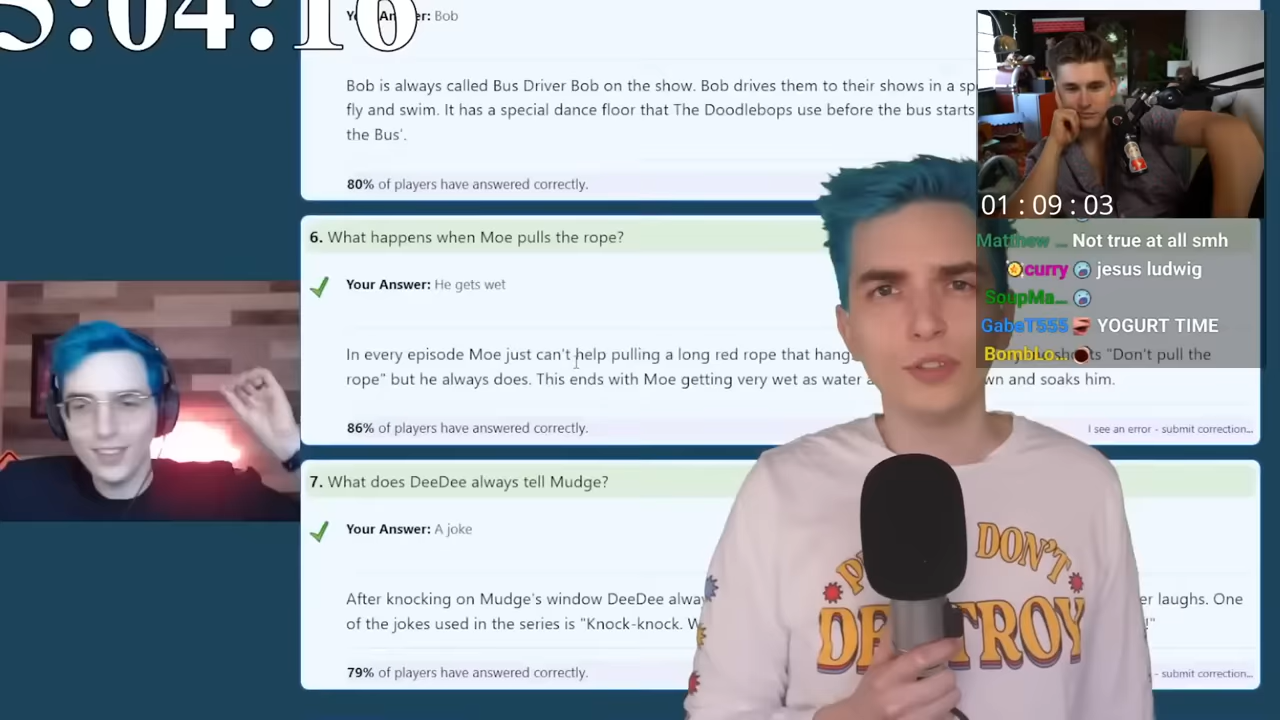 5:04:16
Your Answer: Bob
Bob is always called Bus Driver Bob on the show. Bob drives them to their shows in a sp
fly and swim. It has a special dance floor that The Doodlebops use before the bus starts
the Bus'.
80% of players have answered correctly.
01 : 09 : 03
Matthew ... Not true at all smh
curry jesus ludwig
SoupMa...
GabeT555 YOGURT TIME
BombLo...
6. What happens when Moe pulls the rope?
Your Answer: He gets wet
In every episode Moe just can't help pulling a long red rope that hang "Don't pull the
rope" but he always does. This ends with Moe getting very wet as water and soaks him.
86% of players have answered correctly.
I see an error - submit correction...
7. What does DeeDee always tell Mudge?
Your Answer: A joke
After knocking on Mudge's window DeeDee laughs. One
of the jokes used in the series is "Knock-knock.
79% of players have answered correctly.
- submit correction...
DON'T
DE TROY